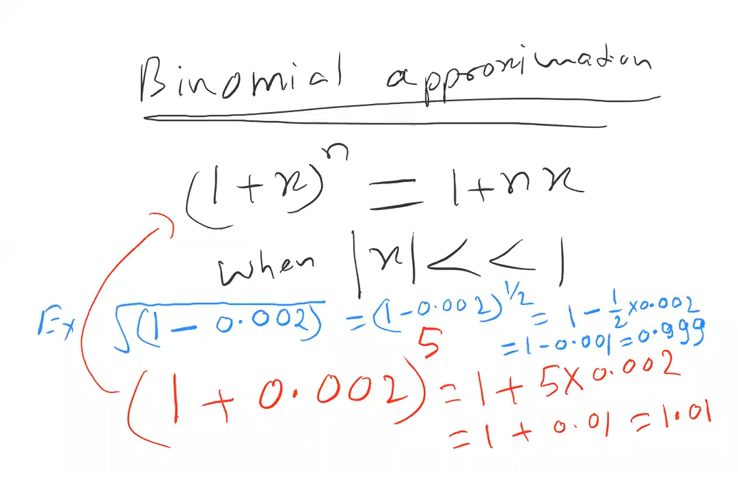 Binomial approximation
(1+x)^n = 1+nx
when |x| << 1
Ex √(1-0.002) = (1-0.002)^1/2 = 1 - 1/2 × 0.002
= 1 - 0.001 = 0.999
(1+0.002)^5 = 1 + 5 × 0.002
= 1 + 0.01 = 1.01